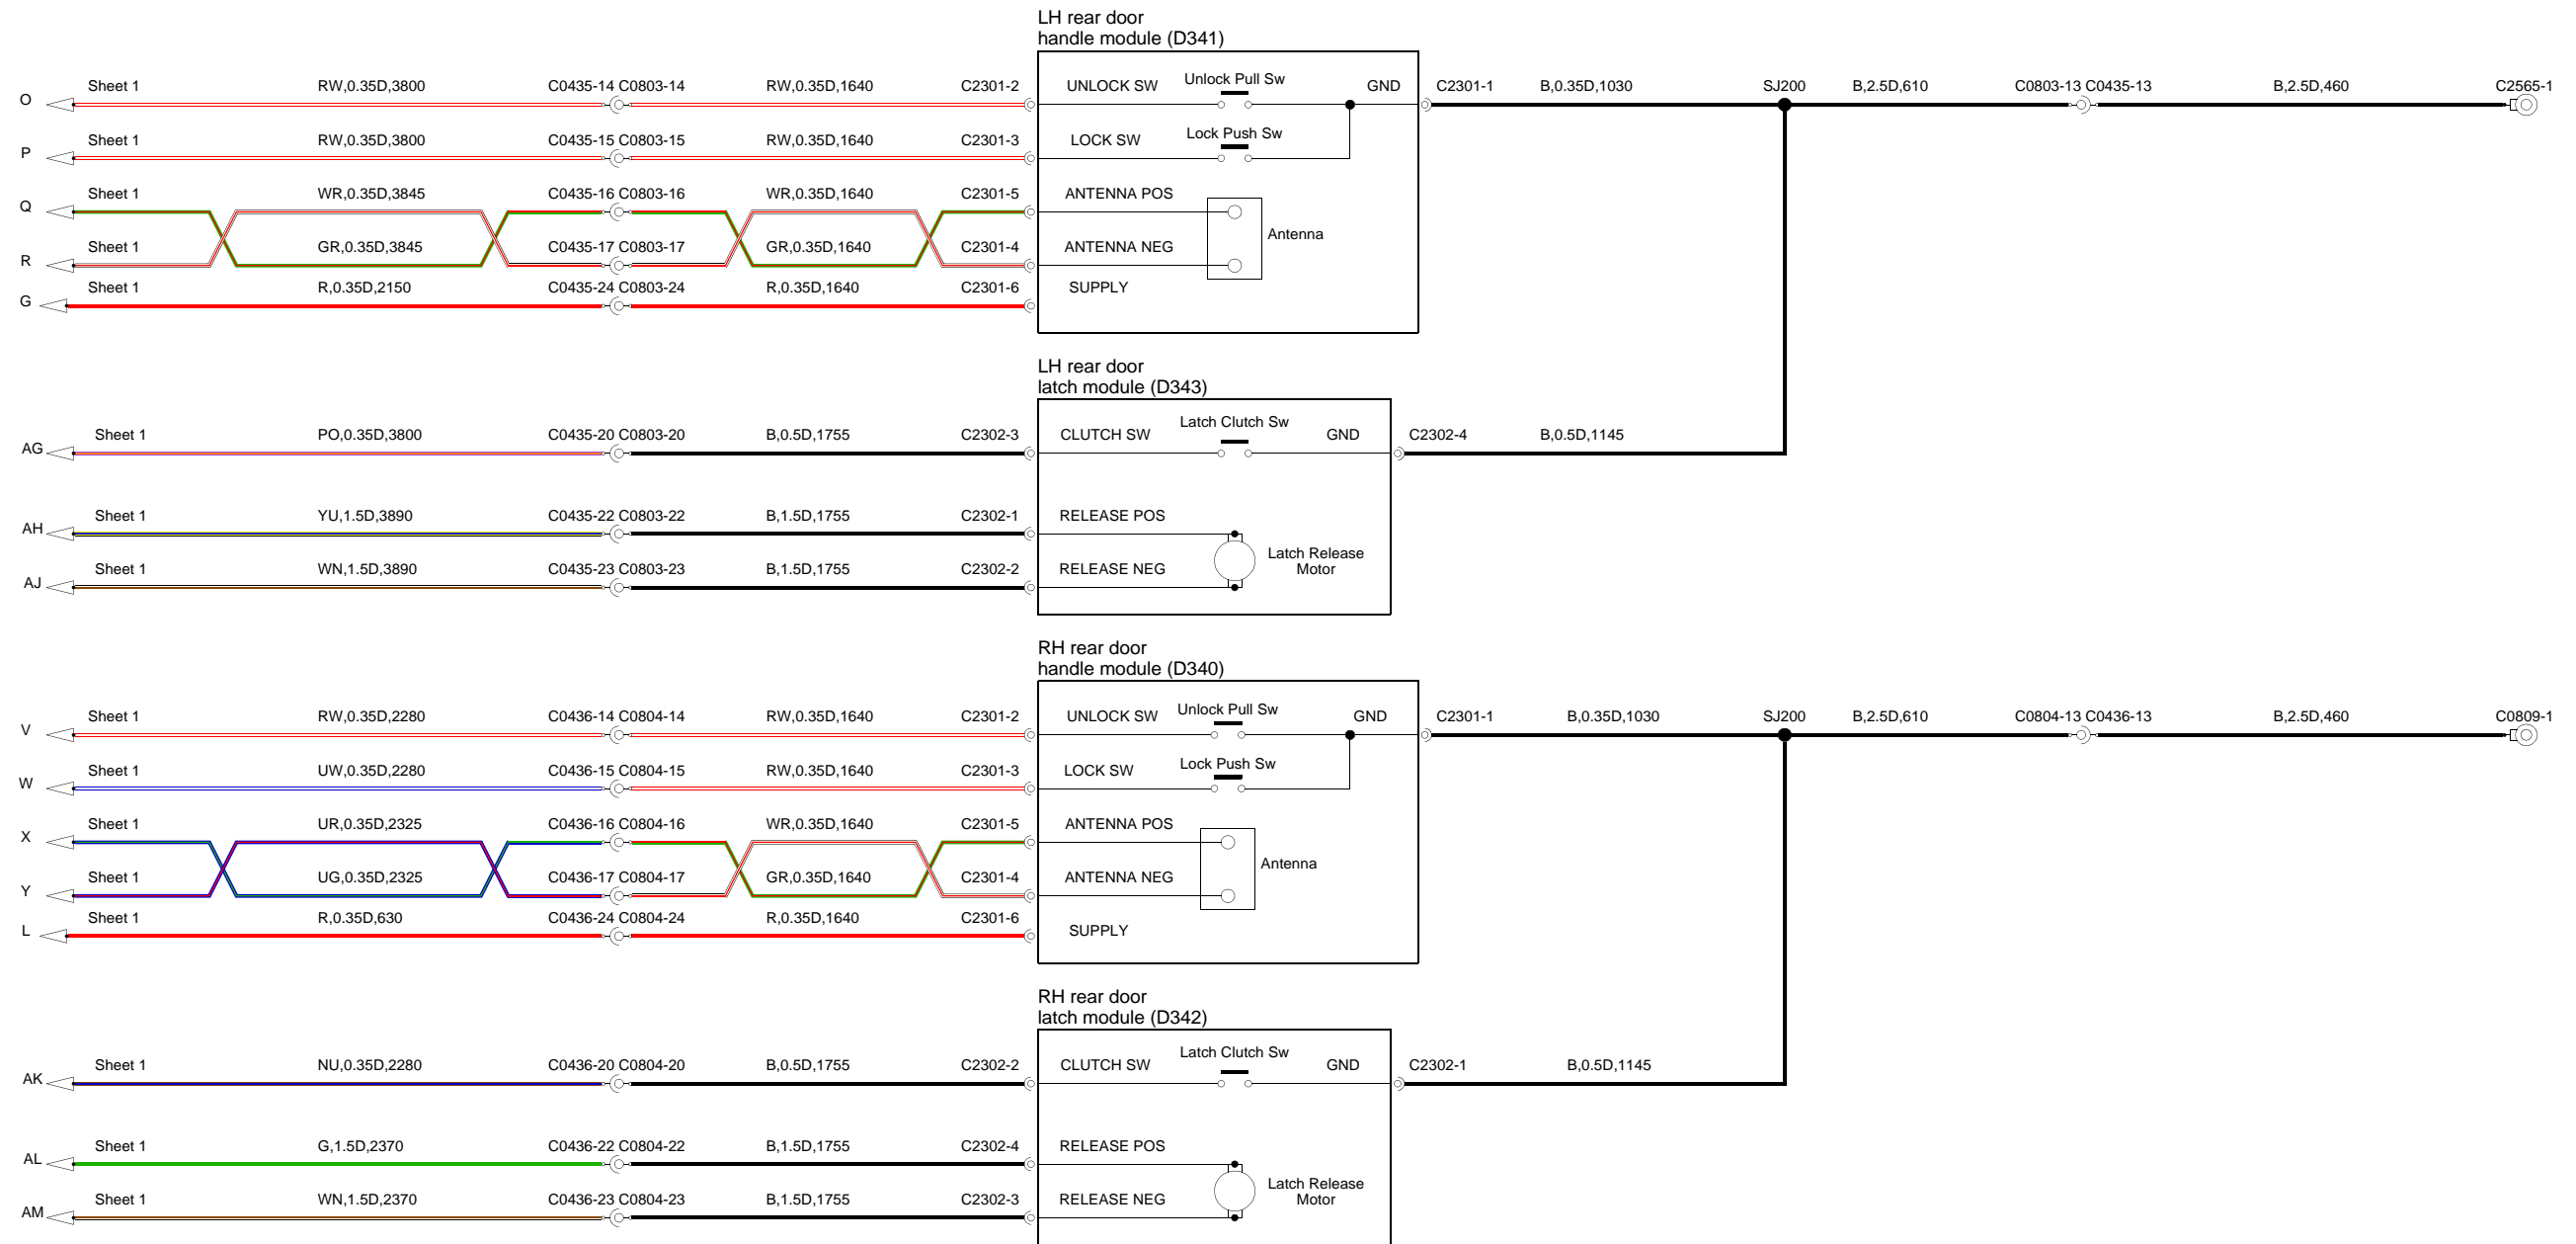 LH rear door
handle module (D341)
O Sheet 1 RW,0.35D,3800 C0435-14 C0803-14 RW,0.35D,1640 C2301-2 UNLOCK SW Unlock Pull Sw GND C2301-1 B,0.35D,1030 SJ200 B,2.5D,610 C0803-13 C0435-13 B,2.5D,460 C2565-1
P Sheet 1 RW,0.35D,3800 C0435-15 C0803-15 RW,0.35D,1640 C2301-3 LOCK SW Lock Push Sw
Q Sheet 1 WR,0.35D,3845 C0435-16 C0803-16 WR,0.35D,1640 C2301-5 ANTENNA POS
Antenna
R Sheet 1 GR,0.35D,3845 C0435-17 C0803-17 GR,0.35D,1640 C2301-4 ANTENNA NEG
G Sheet 1 R,0.35D,2150 C0435-24 C0803-24 R,0.35D,1640 C2301-6 SUPPLY
LH rear door
latch module (D343)
AG Sheet 1 PO,0.35D,3800 C0435-20 C0803-20 B,0.5D,1755 C2302-3 CLUTCH SW Latch Clutch Sw GND C2302-4 B,0.5D,1145
AH Sheet 1 YU,1.5D,3890 C0435-22 C0803-22 B,1.5D,1755 C2302-1 RELEASE POS
Latch Release
Motor
AJ Sheet 1 WN,1.5D,3890 C0435-23 C0803-23 B,1.5D,1755 C2302-2 RELEASE NEG
RH rear door
handle module (D340)
V Sheet 1 RW,0.35D,2280 C0436-14 C0804-14 RW,0.35D,1640 C2301-2 UNLOCK SW Unlock Pull Sw GND C2301-1 B,0.35D,1030 SJ200 B,2.5D,610 C0804-13 C0436-13 B,2.5D,460 C0809-1
W Sheet 1 UW,0.35D,2280 C0436-15 C0804-15 RW,0.35D,1640 C2301-3 LOCK SW Lock Push Sw
X Sheet 1 UR,0.35D,2325 C0436-16 C0804-16 WR,0.35D,1640 C2301-5 ANTENNA POS
Antenna
Y Sheet 1 UG,0.35D,2325 C0436-17 C0804-17 GR,0.35D,1640 C2301-4 ANTENNA NEG
L Sheet 1 R,0.35D,630 C0436-24 C0804-24 R,0.35D,1640 C2301-6 SUPPLY
RH rear door
latch module (D342)
AK Sheet 1 NU,0.35D,2280 C0436-20 C0804-20 B,0.5D,1755 C2302-2 CLUTCH SW Latch Clutch Sw GND C2302-1 B,0.5D,1145
AL Sheet 1 G,1.5D,2370 C0436-22 C0804-22 B,1.5D,1755 C2302-4 RELEASE POS
Latch Release
Motor
AM Sheet 1 WN,1.5D,2370 C0436-23 C0804-23 B,1.5D,1755 C2302-3 RELEASE NEG